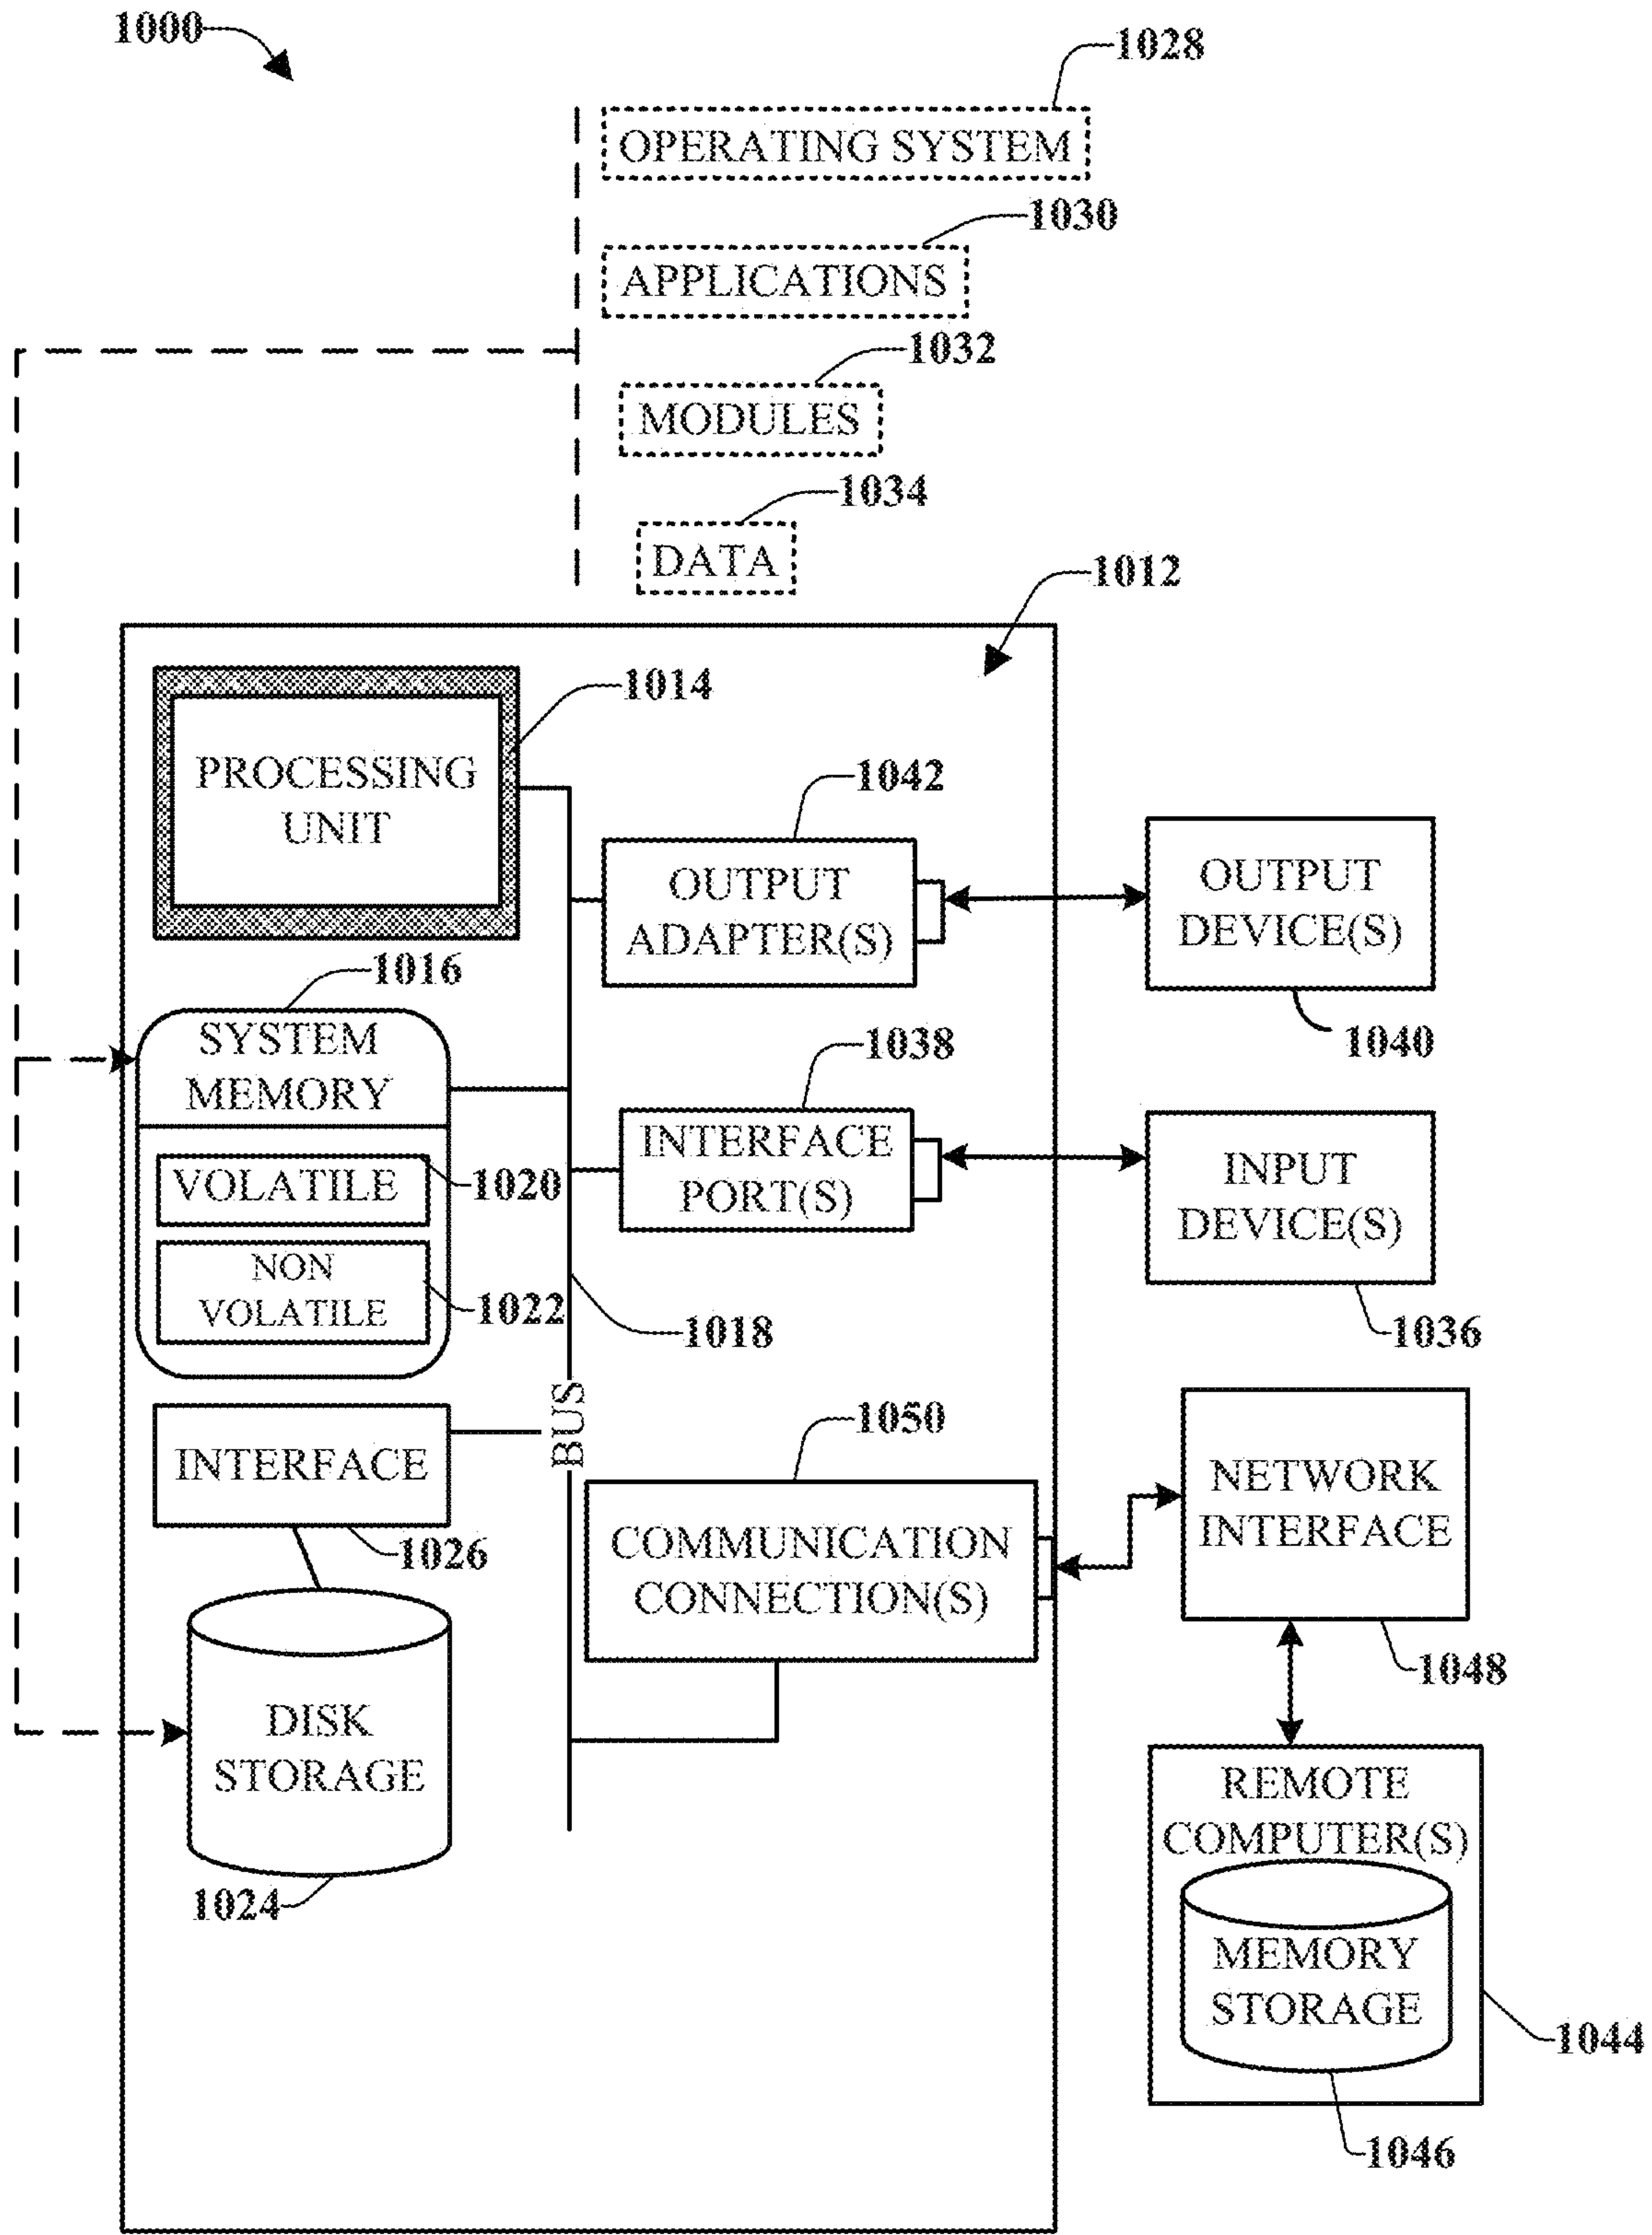 1000
1028
OPERATING SYSTEM
1030
APPLICATIONS
1032
MODULES
1034
DATA
1012
1014
PROCESSING
UNIT
1042
OUTPUT
ADAPTER(S)
OUTPUT
DEVICE(S)
1040
1016
SYSTEM
MEMORY
VOLATILE
1020
NON
VOLATILE
1022
1038
INTERFACE
PORT(S)
INPUT
DEVICE(S)
1036
1018
BUS
INTERFACE
1026
1050
COMMUNICATION
CONNECTION(S)
NETWORK
INTERFACE
1048
DISK
STORAGE
1024
REMOTE
COMPUTER(S)
MEMORY
STORAGE
1044
1046